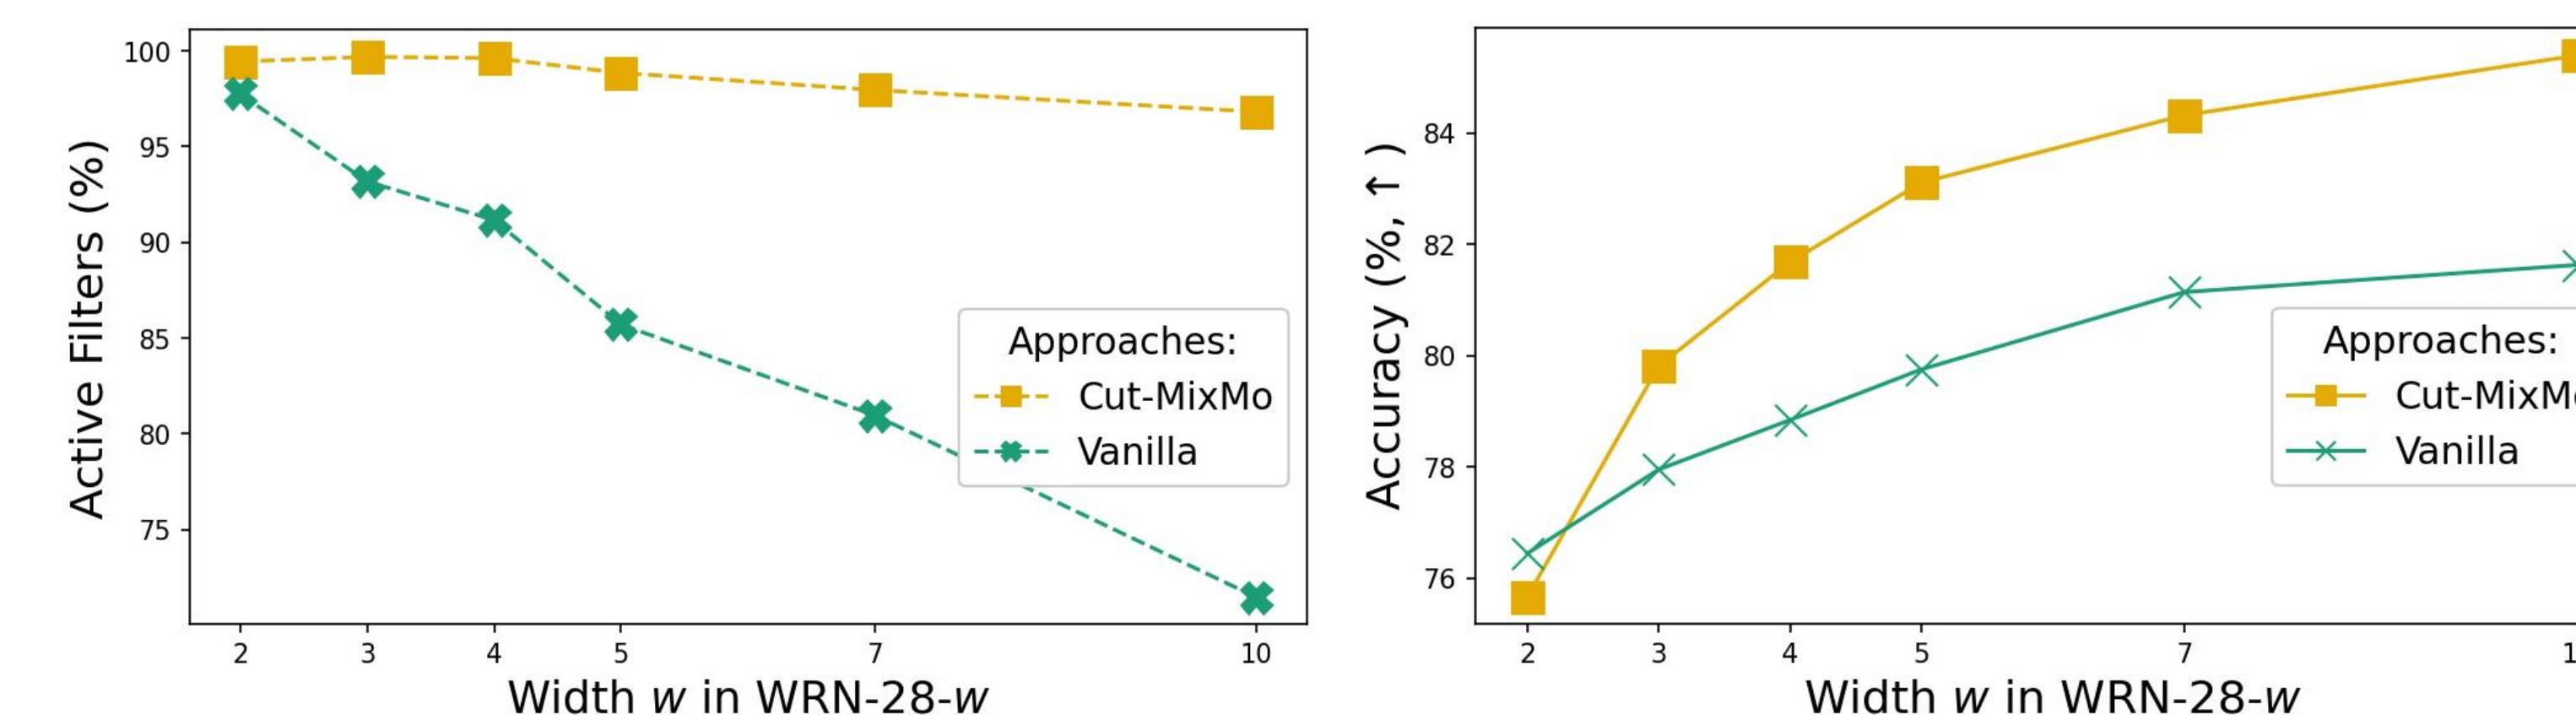 Active Filters (%)
100
95
90
85
80
75
Approaches:
Cut-MixMo
Vanilla
2 3 4 5 7 10
Width w in WRN-28-w
Accuracy (%, ↑ )
84
82
80
78
76
Approaches:
Cut-MixM
Vanilla
2 3 4 5 7 1
Width w in WRN-28-w